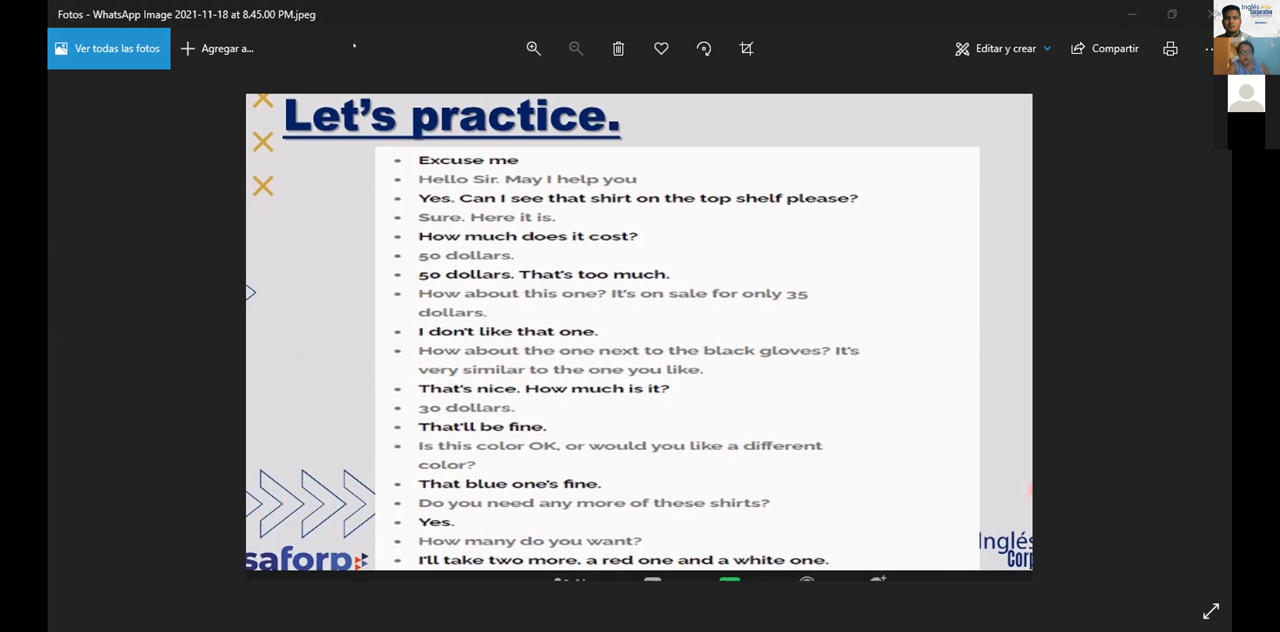 Fotos - WhatsApp Image 2021-11-18 at 8.45.00 PM.jpeg
Ver todas las fotos
Agregar a...
Editar y crear
Compartir
Inglés
Corporativo
Let's practice.
• Excuse me
• Hello Sir. May I help you
• Yes. Can I see that shirt on the top shelf please?
• Sure. Here it is.
• How much does it cost?
• 50 dollars.
• 50 dollars. That's too much.
• How about this one? It's on sale for only 35
dollars.
• I don't like that one.
• How about the one next to the black gloves? It's
very similar to the one you like.
• That's nice. How much is it?
• 30 dollars.
• That'll be fine.
• Is this color OK, or would you like a different
color?
• That blue one's fine.
• Do you need any more of these shirts?
• Yes.
• How many do you want?
• I'll take two more, a red one and a white one.
saforp
Inglés
Corp